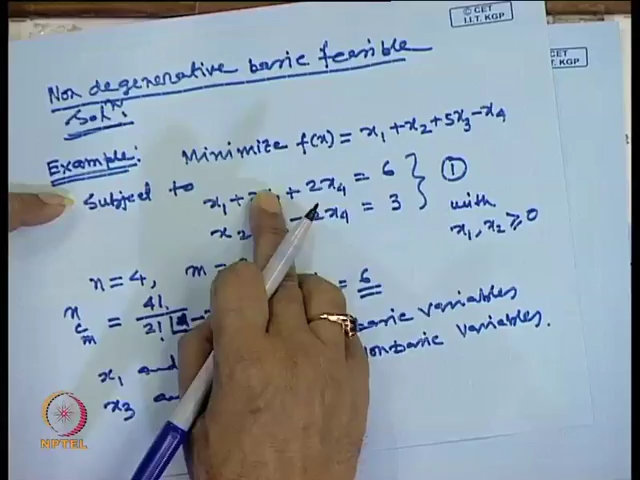 © CET
I.I.T. KGP
CET
I.I.T. KGP
Non degenerative basic feasible
Solⁿ.
Example: Minimize f(x) = x₁ + x₂ + 5x₃ - x₄
Subject to x₁ + + 2x₄ = 6 } ①
x₂ - 2x₄ = 3 with
x₁, x₂ ≥ 0
n = 4, m = = 6
ⁿCₘ = 4! / 2!
x₁ and basic variables
x₃ nonbasic variables.
NPTEL